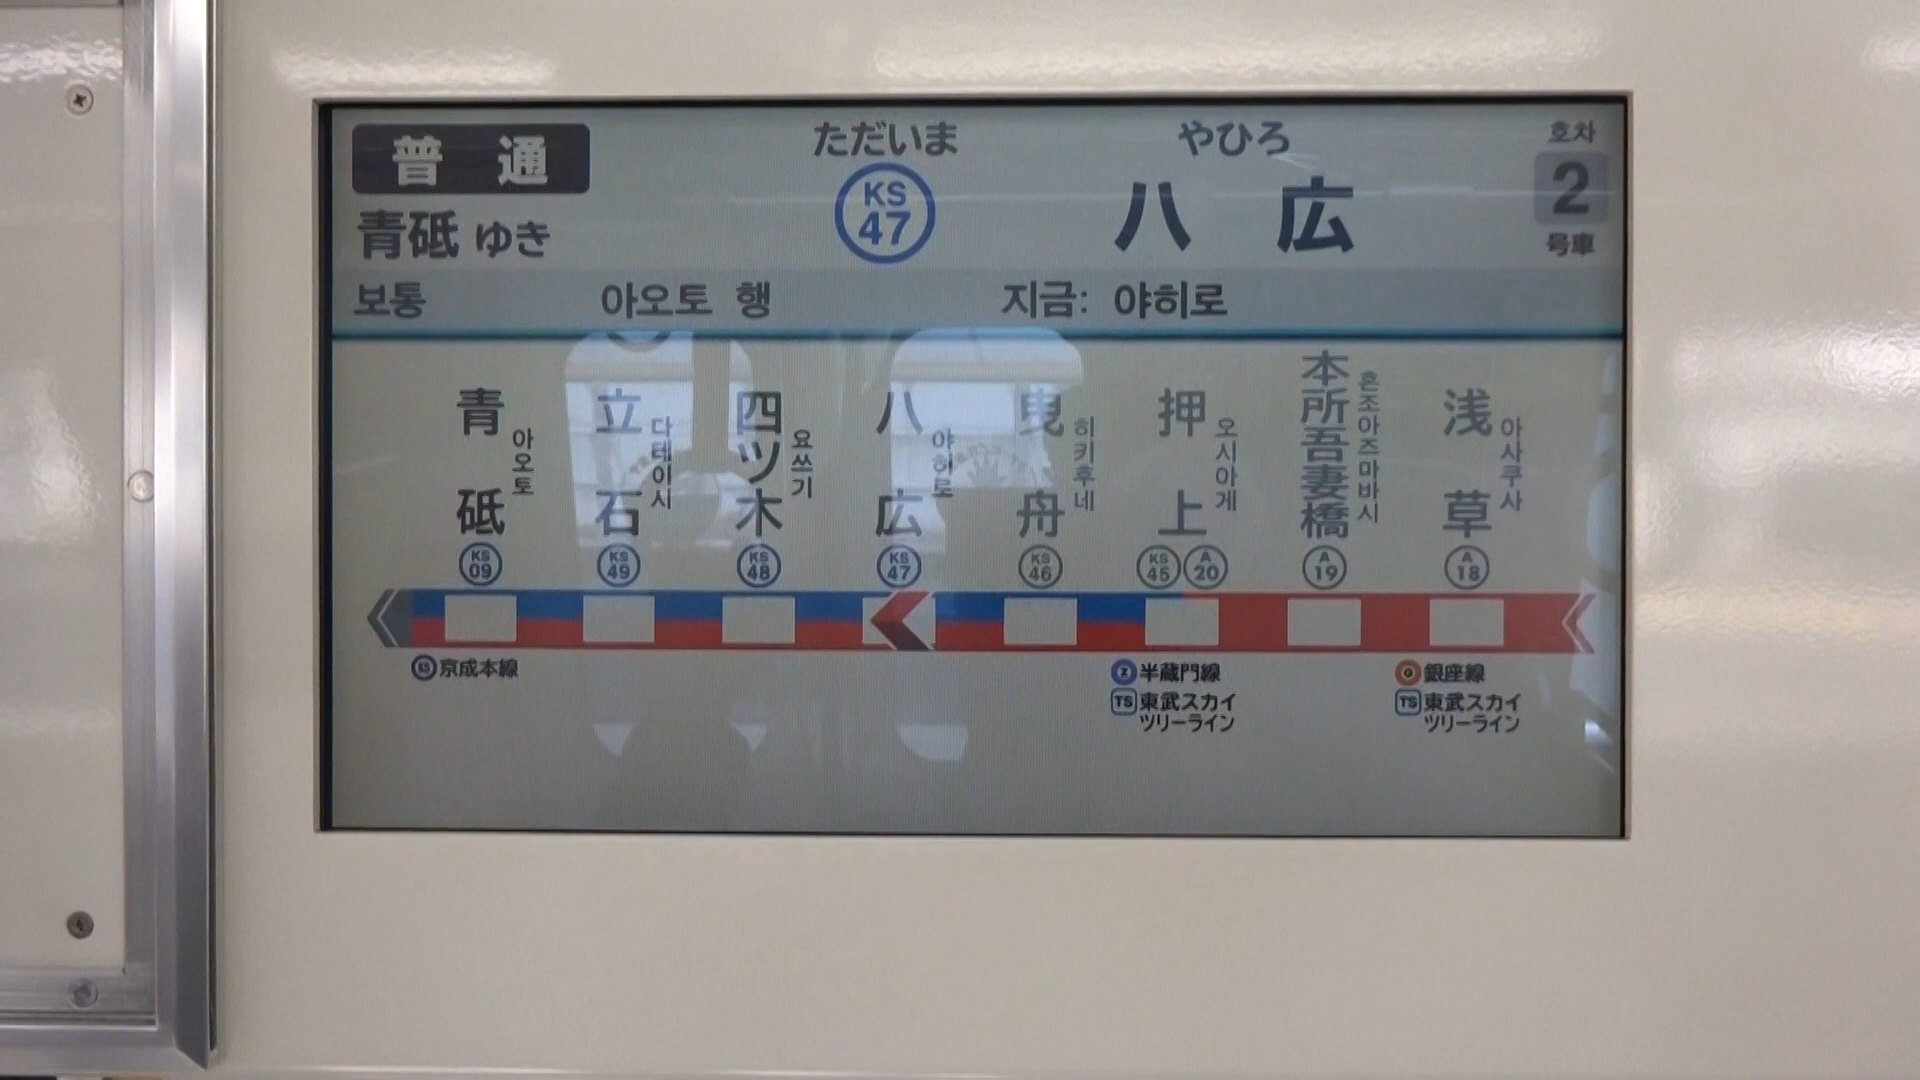 普通
ただいま
やひろ
호차
KS
47
八広
2
青砥 ゆき
号車
보통 아오토 행 지금: 야히로
青砥
아오토
立石
다테이시
四ツ木
요쓰기
八広
야히로
曳舟
히키후네
押上
오시아게
本所吾妻橋
혼조아즈마바시
浅草
아사쿠사
KS
09
KS
49
KS
48
KS
47
KS
46
KS
45
A
20
A
19
A
18
KS 京成本線
Z 半蔵門線
TS 東武スカイ
ツリーライン
G 銀座線
TS 東武スカイ
ツリーライン